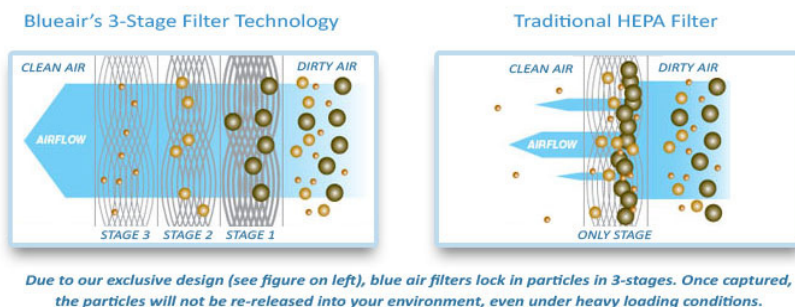 Blueair's 3-Stage Filter Technology
Traditional HEPA Filter
CLEAN AIR
DIRTY AIR
AIRFLOW
STAGE 3
STAGE 2
STAGE 1
CLEAN AIR
DIRTY AIR
AIRFLOW
ONLY STAGE
Due to our exclusive design (see figure on left), blue air filters lock in particles in 3-stages. Once captured,
the particles will not be re-released into your environment, even under heavy loading conditions.